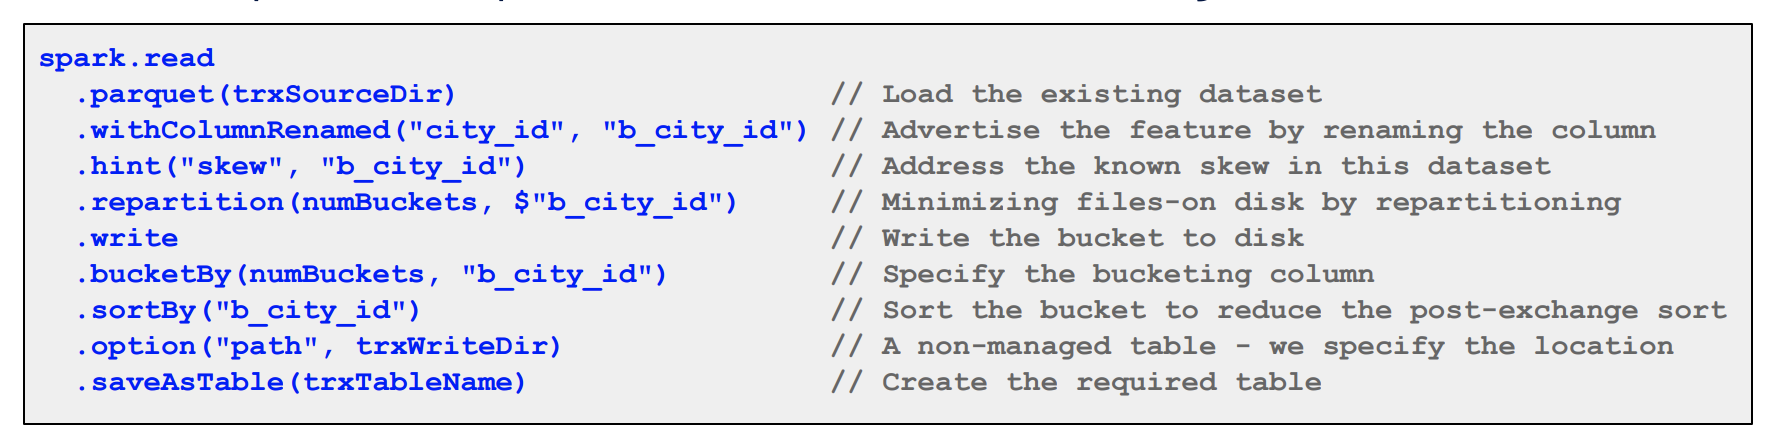 spark.read
.parquet(trxSourceDir) // Load the existing dataset
.withColumnRenamed("city_id", "b_city_id") // Advertise the feature by renaming the column
.hint("skew", "b_city_id") // Address the known skew in this dataset
.repartition(numBuckets, $"b_city_id") // Minimizing files-on disk by repartitioning
.write // Write the bucket to disk
.bucketBy(numBuckets, "b_city_id") // Specify the bucketing column
.sortBy("b_city_id") // Sort the bucket to reduce the post-exchange sort
.option("path", trxWriteDir) // A non-managed table - we specify the location
.saveAsTable(trxTableName) // Create the required table